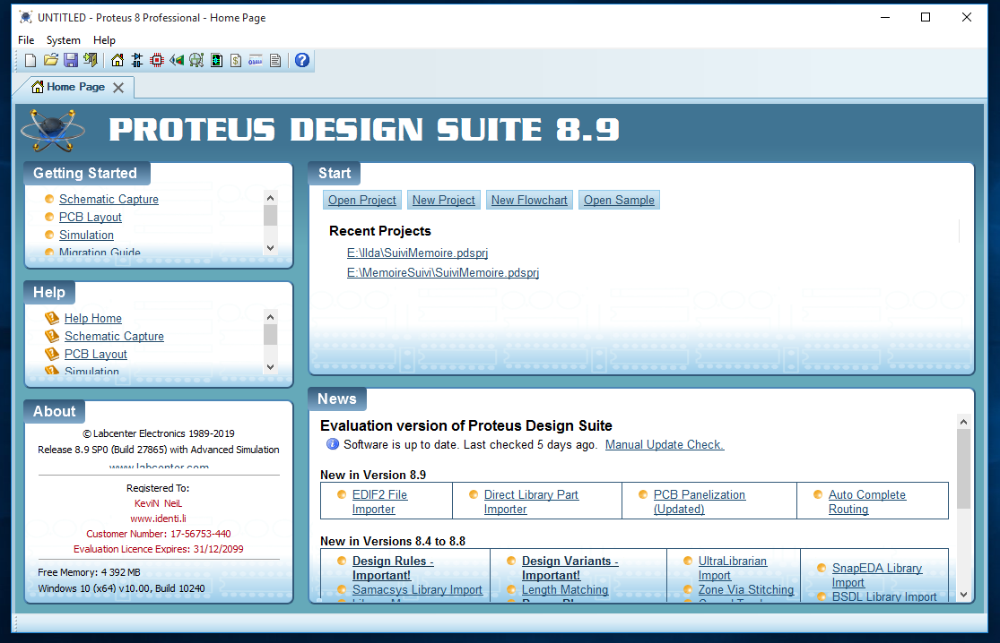 UNTITLED - Proteus 8 Professional - Home Page
File System Help
Home Page
PROTEUS DESIGN SUITE 8.9
Getting Started
Schematic Capture
PCB Layout
Simulation
Migration Guide
Help
Help Home
Schematic Capture
PCB Layout
Simulation
About
© Labcenter Electronics 1989-2019
Release 8.9 SP0 (Build 27865) with Advanced Simulation
www.labcenter.com
Registered To:
KeviN NeiL
www.identi.li
Customer Number: 17-56753-440
Evaluation Licence Expires: 31/12/2099
Free Memory: 4 392 MB
Windows 10 (x64) v10.00, Build 10240
Start
Open Project New Project New Flowchart Open Sample
Recent Projects
E:\Ilda\SuiviMemoire.pdsprj
E:\MemoireSuivi\SuiviMemoire.pdsprj
News
Evaluation version of Proteus Design Suite
Software is up to date. Last checked 5 days ago. Manual Update Check.
New in Version 8.9
EDIF2 File
Importer
Direct Library Part
Importer
PCB Panelization
(Updated)
Auto Complete
Routing
New in Versions 8.4 to 8.8
Design Rules -
Important!
Samacsys Library Import
Design Variants -
Important!
Length Matching
UltraLibrarian
Import
Zone Via Stitching
SnapEDA Library
Import
BSDL Library Import